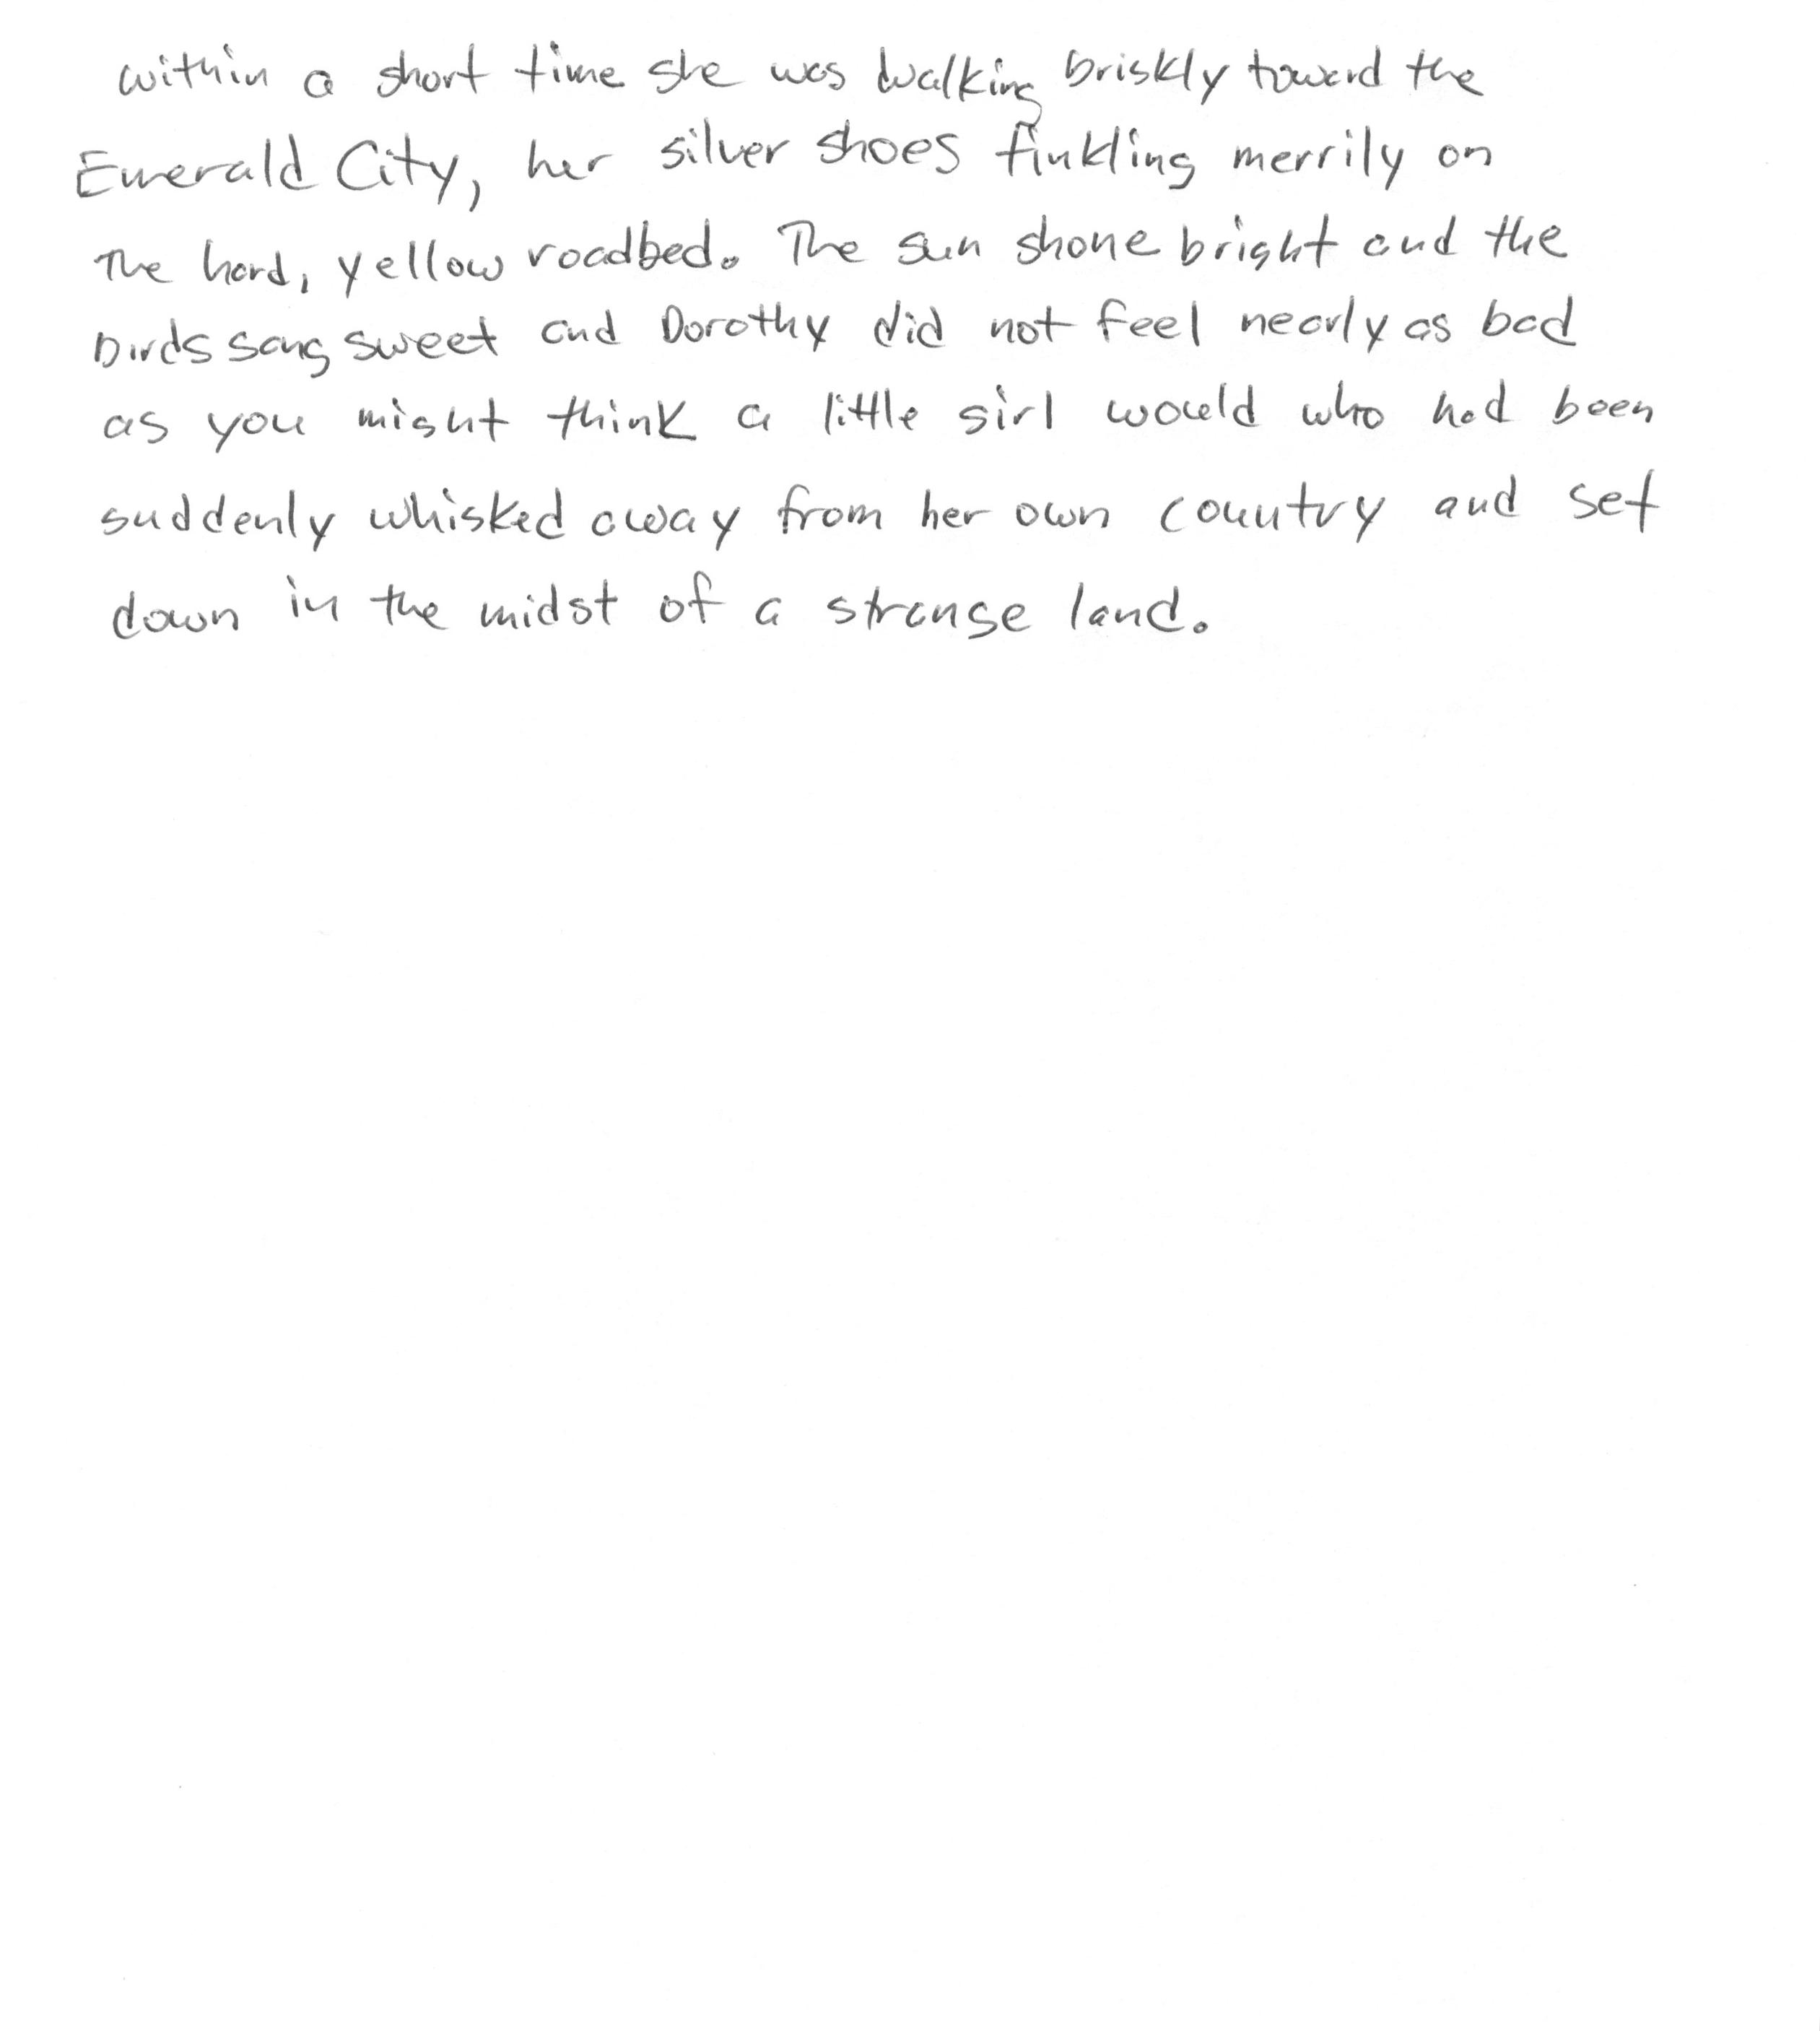 within a short time she was walking briskly toward the
Emerald City, her silver shoes tinkling merrily on
the hard, yellow roadbed. The sun shone bright and the
birds sang sweet and Dorothy did not feel nearly as bad
as you might think a little girl would who had been
suddenly whisked away from her own country and set
down in the midst of a strange land.